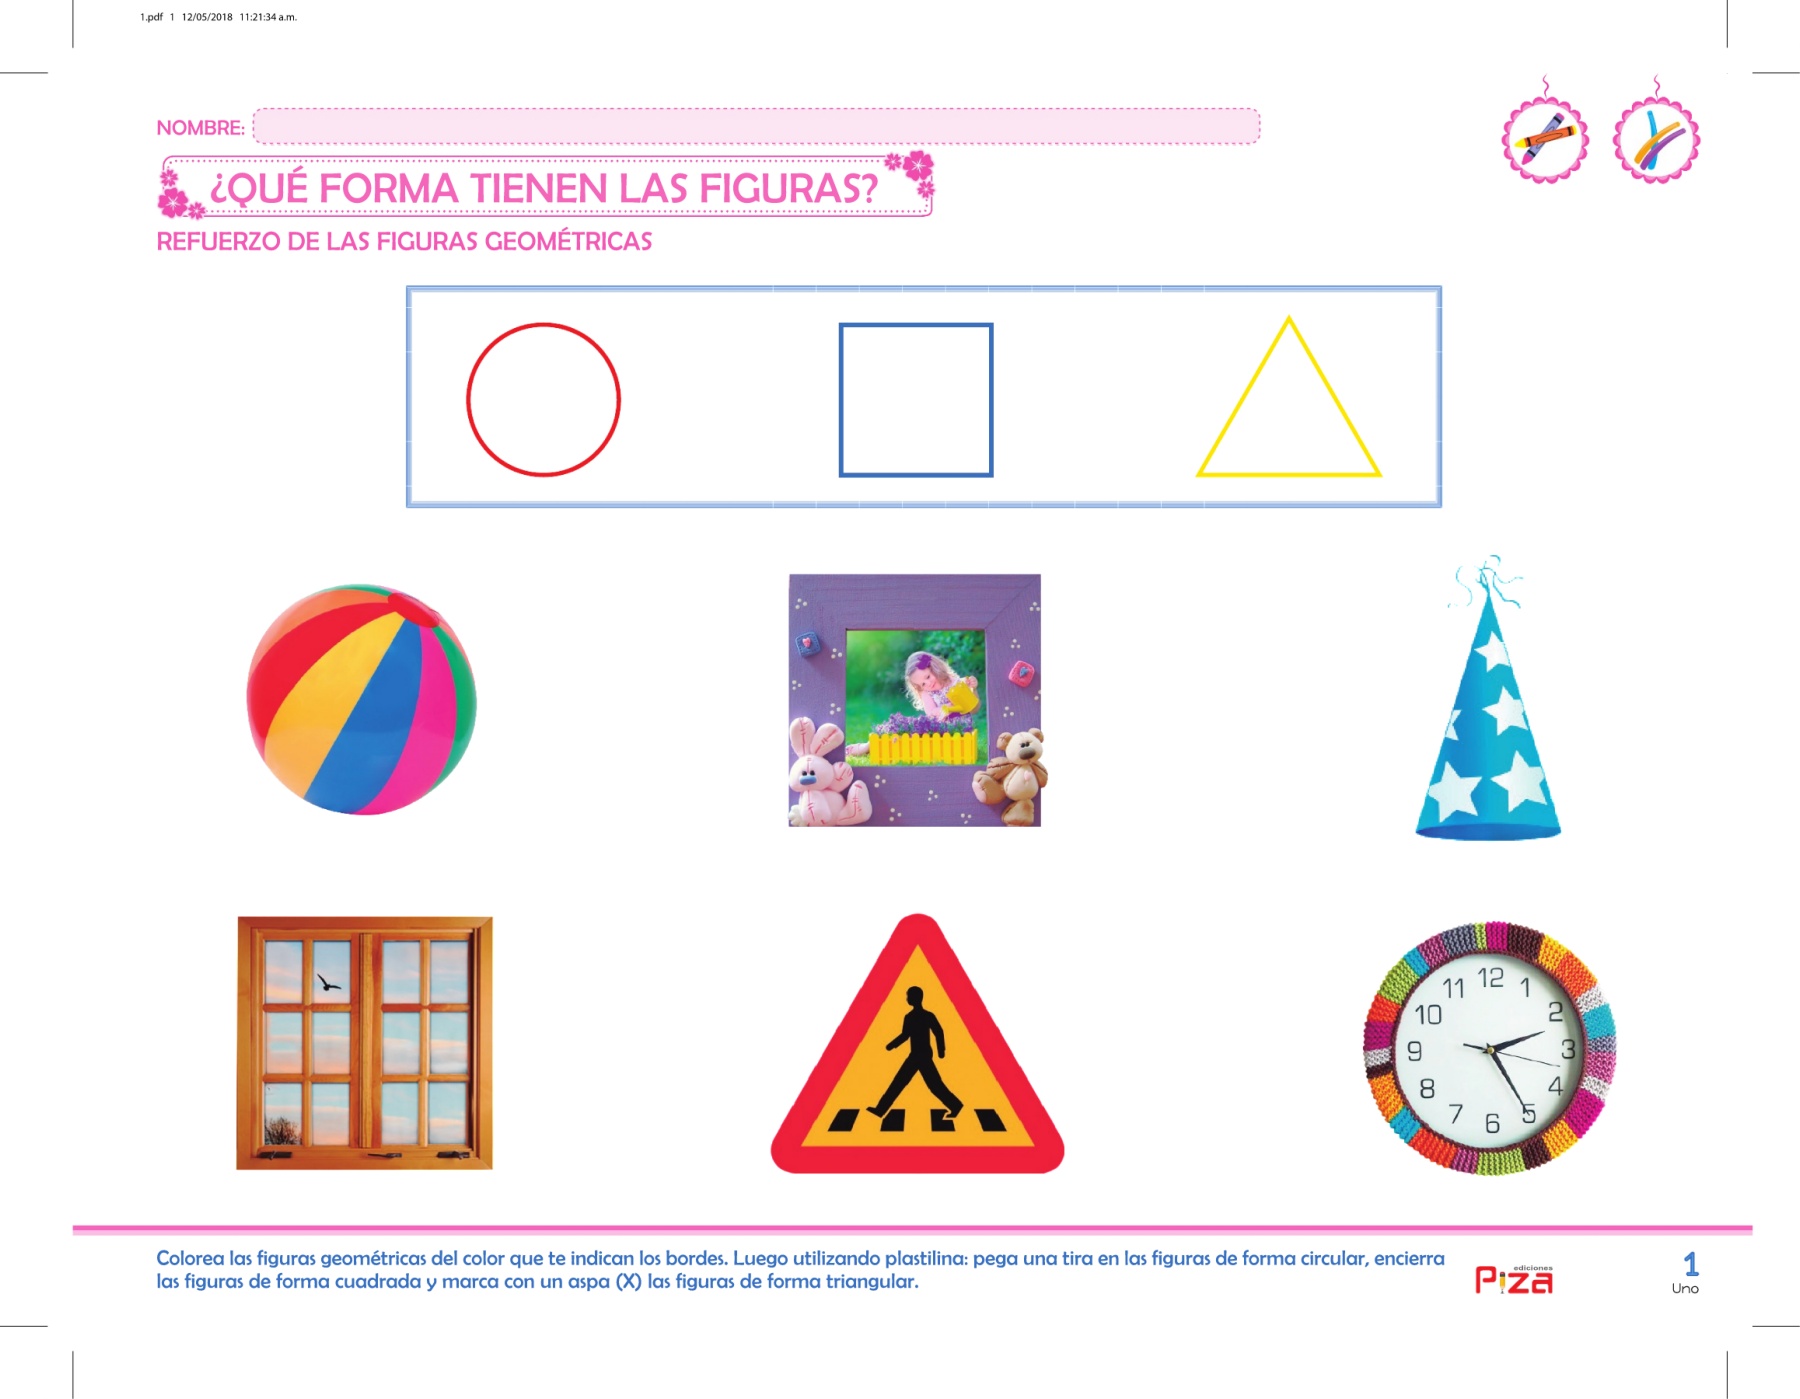 1.pdf 1 12/05/2018 11:21:34 a.m.
NOMBRE:
¿QUÉ FORMA TIENEN LAS FIGURAS?
REFUERZO DE LAS FIGURAS GEOMÉTRICAS
12
11 1
10 2
9 3
8 4
7 5
6
Colorea las figuras geométricas del color que te indican los bordes. Luego utilizando plastilina: pega una tira en las figuras de forma circular, encierra
las figuras de forma cuadrada y marca con un aspa (X) las figuras de forma triangular.
ediciones
Piza
1
Uno